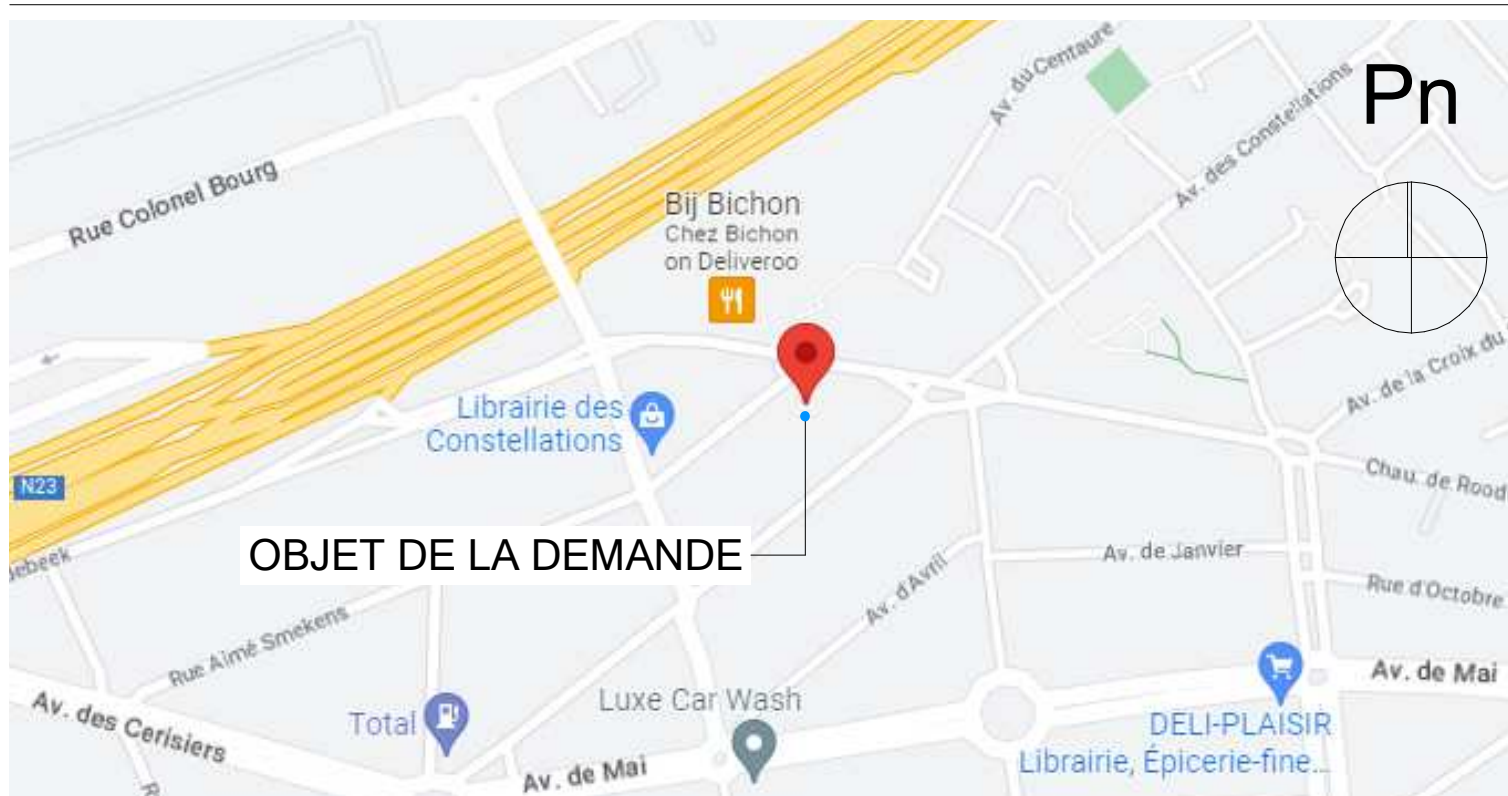 Av. du Centaure
Av. des Constellations
Pn
Rue Colonel Bourg
Bij Bichon
Chez Bichon
on Deliveroo
Av. de la Croix du
Librairie des
Constellations
N23
Chau. de Rood
OBJET DE LA DEMANDE
Av. de Janvier
ebeek
Av. d'Avril
Rue d'Octobre
Rue Aimé Smekens
Av. de Mai
Av. des Cerisiers
Total
Luxe Car Wash
DELI-PLAISIR
Librairie, Épicerie-fine...
Av. de Mai
R